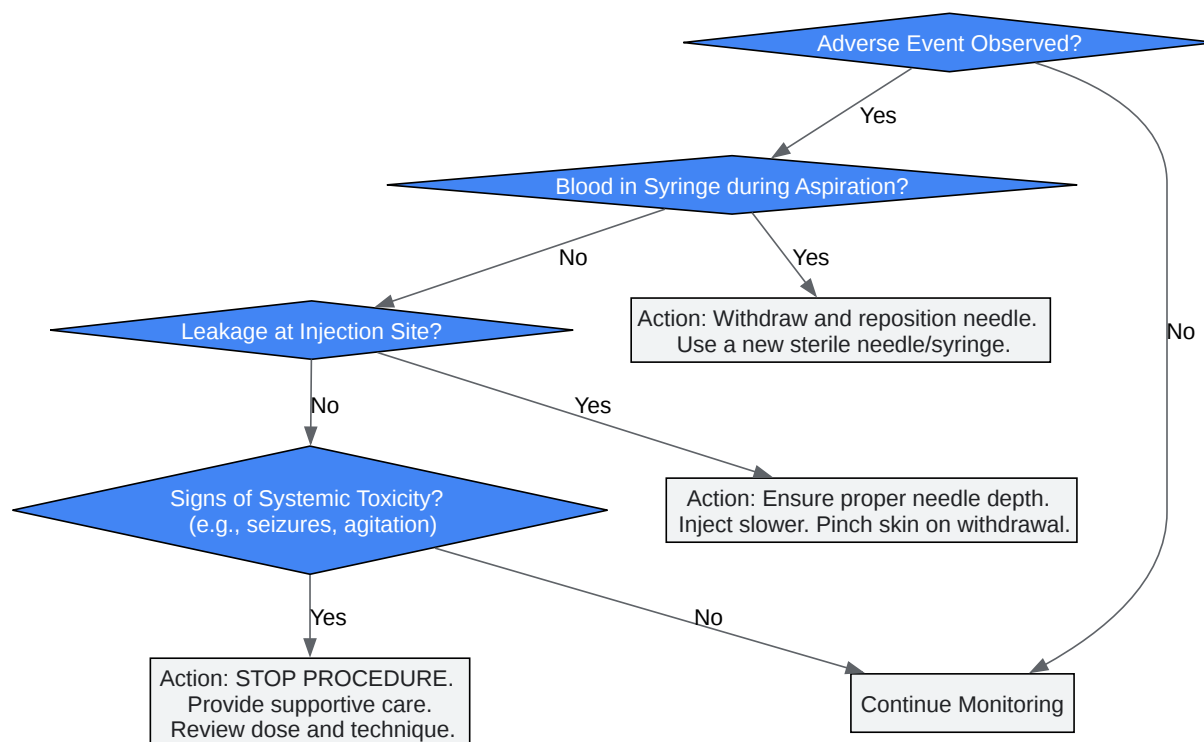 Adverse Event Observed?
Yes
Blood in Syringe during Aspiration?
No
Yes
Leakage at Injection Site?
Action: Withdraw and reposition needle.
Use a new sterile needle/syringe.
No
No
Yes
Signs of Systemic Toxicity?
(e.g., seizures, agitation)
Action: Ensure proper needle depth.
Inject slower. Pinch skin on withdrawal.
Yes
No
Action: STOP PROCEDURE.
Provide supportive care.
Review dose and technique.
Continue Monitoring